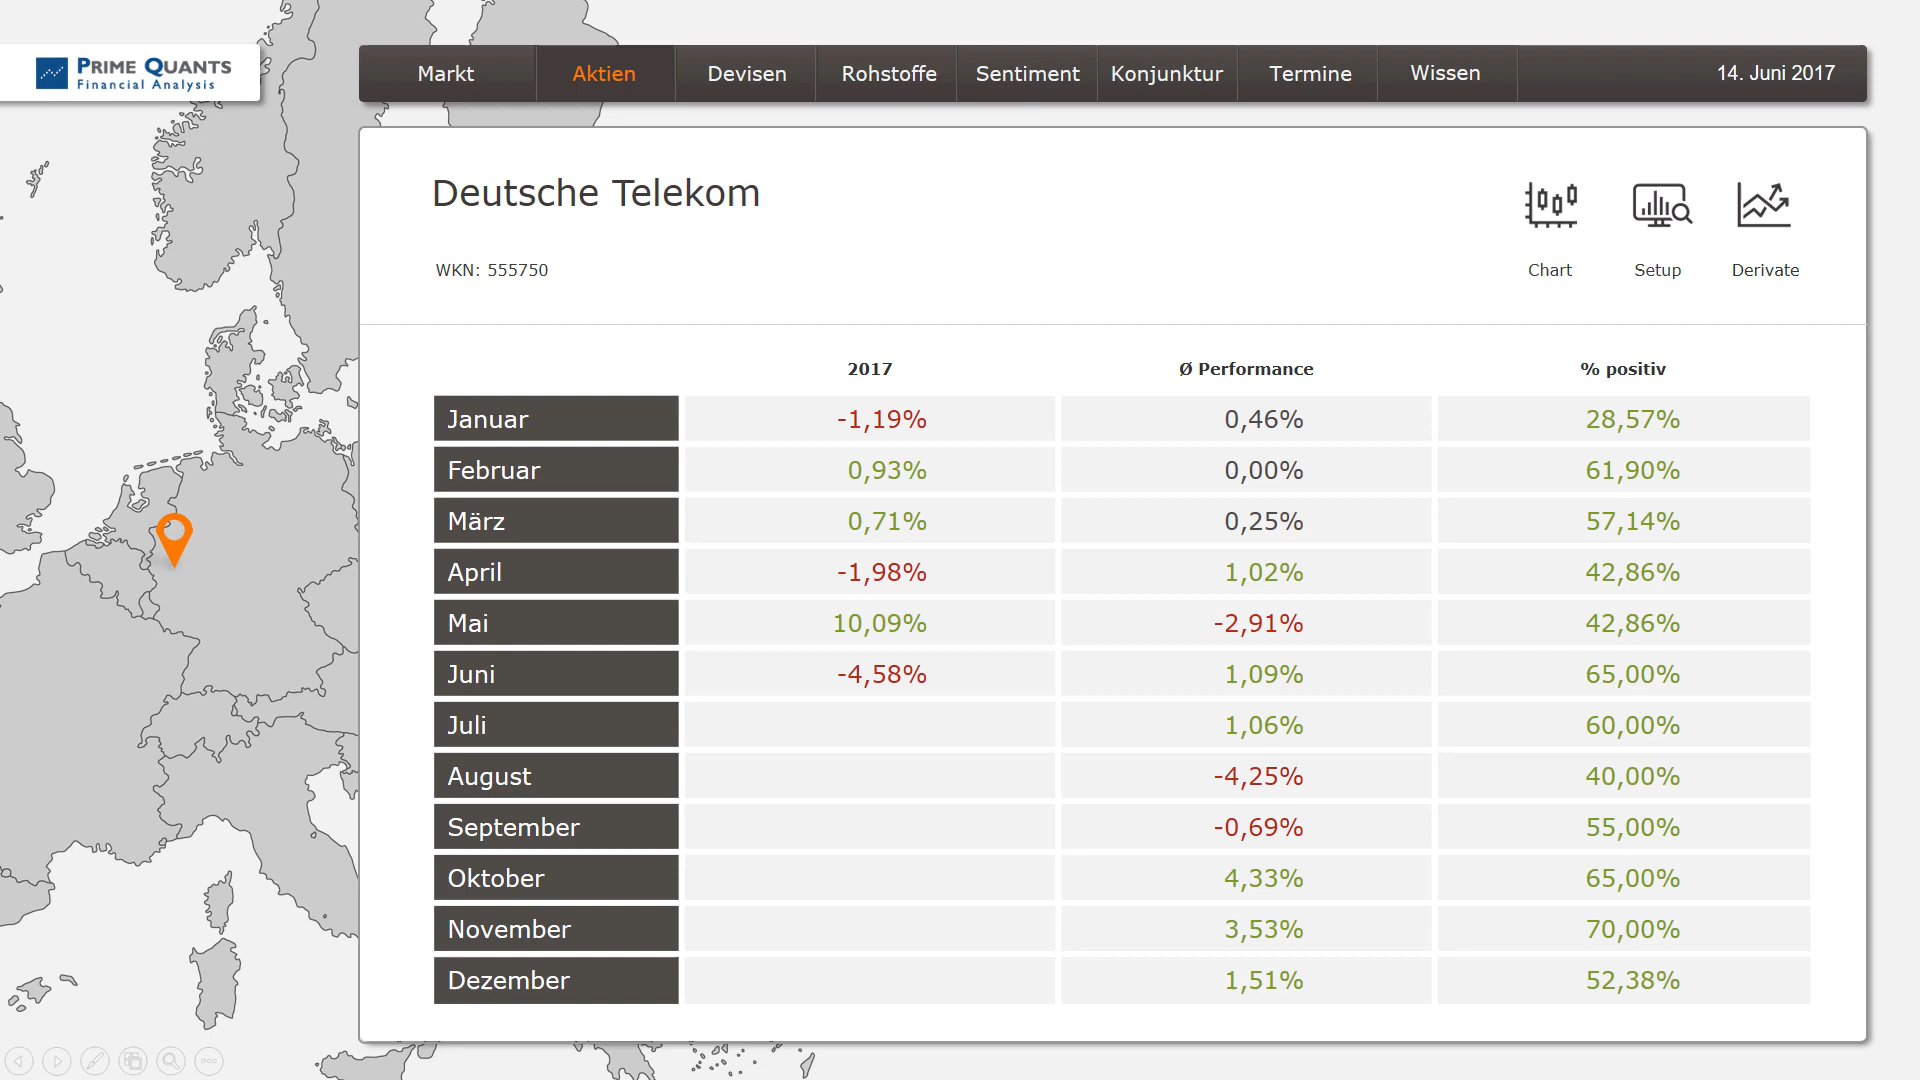 PRIME QUANTS
Financial Analysis
Markt Aktien Devisen Rohstoffe Sentiment Konjunktur Termine Wissen 14. Juni 2017
Deutsche Telekom
WKN: 555750
Chart Setup Derivate
2017 Ø Performance % positiv
Januar -1,19% 0,46% 28,57%
Februar 0,93% 0,00% 61,90%
März 0,71% 0,25% 57,14%
April -1,98% 1,02% 42,86%
Mai 10,09% -2,91% 42,86%
Juni -4,58% 1,09% 65,00%
Juli 1,06% 60,00%
August -4,25% 40,00%
September -0,69% 55,00%
Oktober 4,33% 65,00%
November 3,53% 70,00%
Dezember 1,51% 52,38%